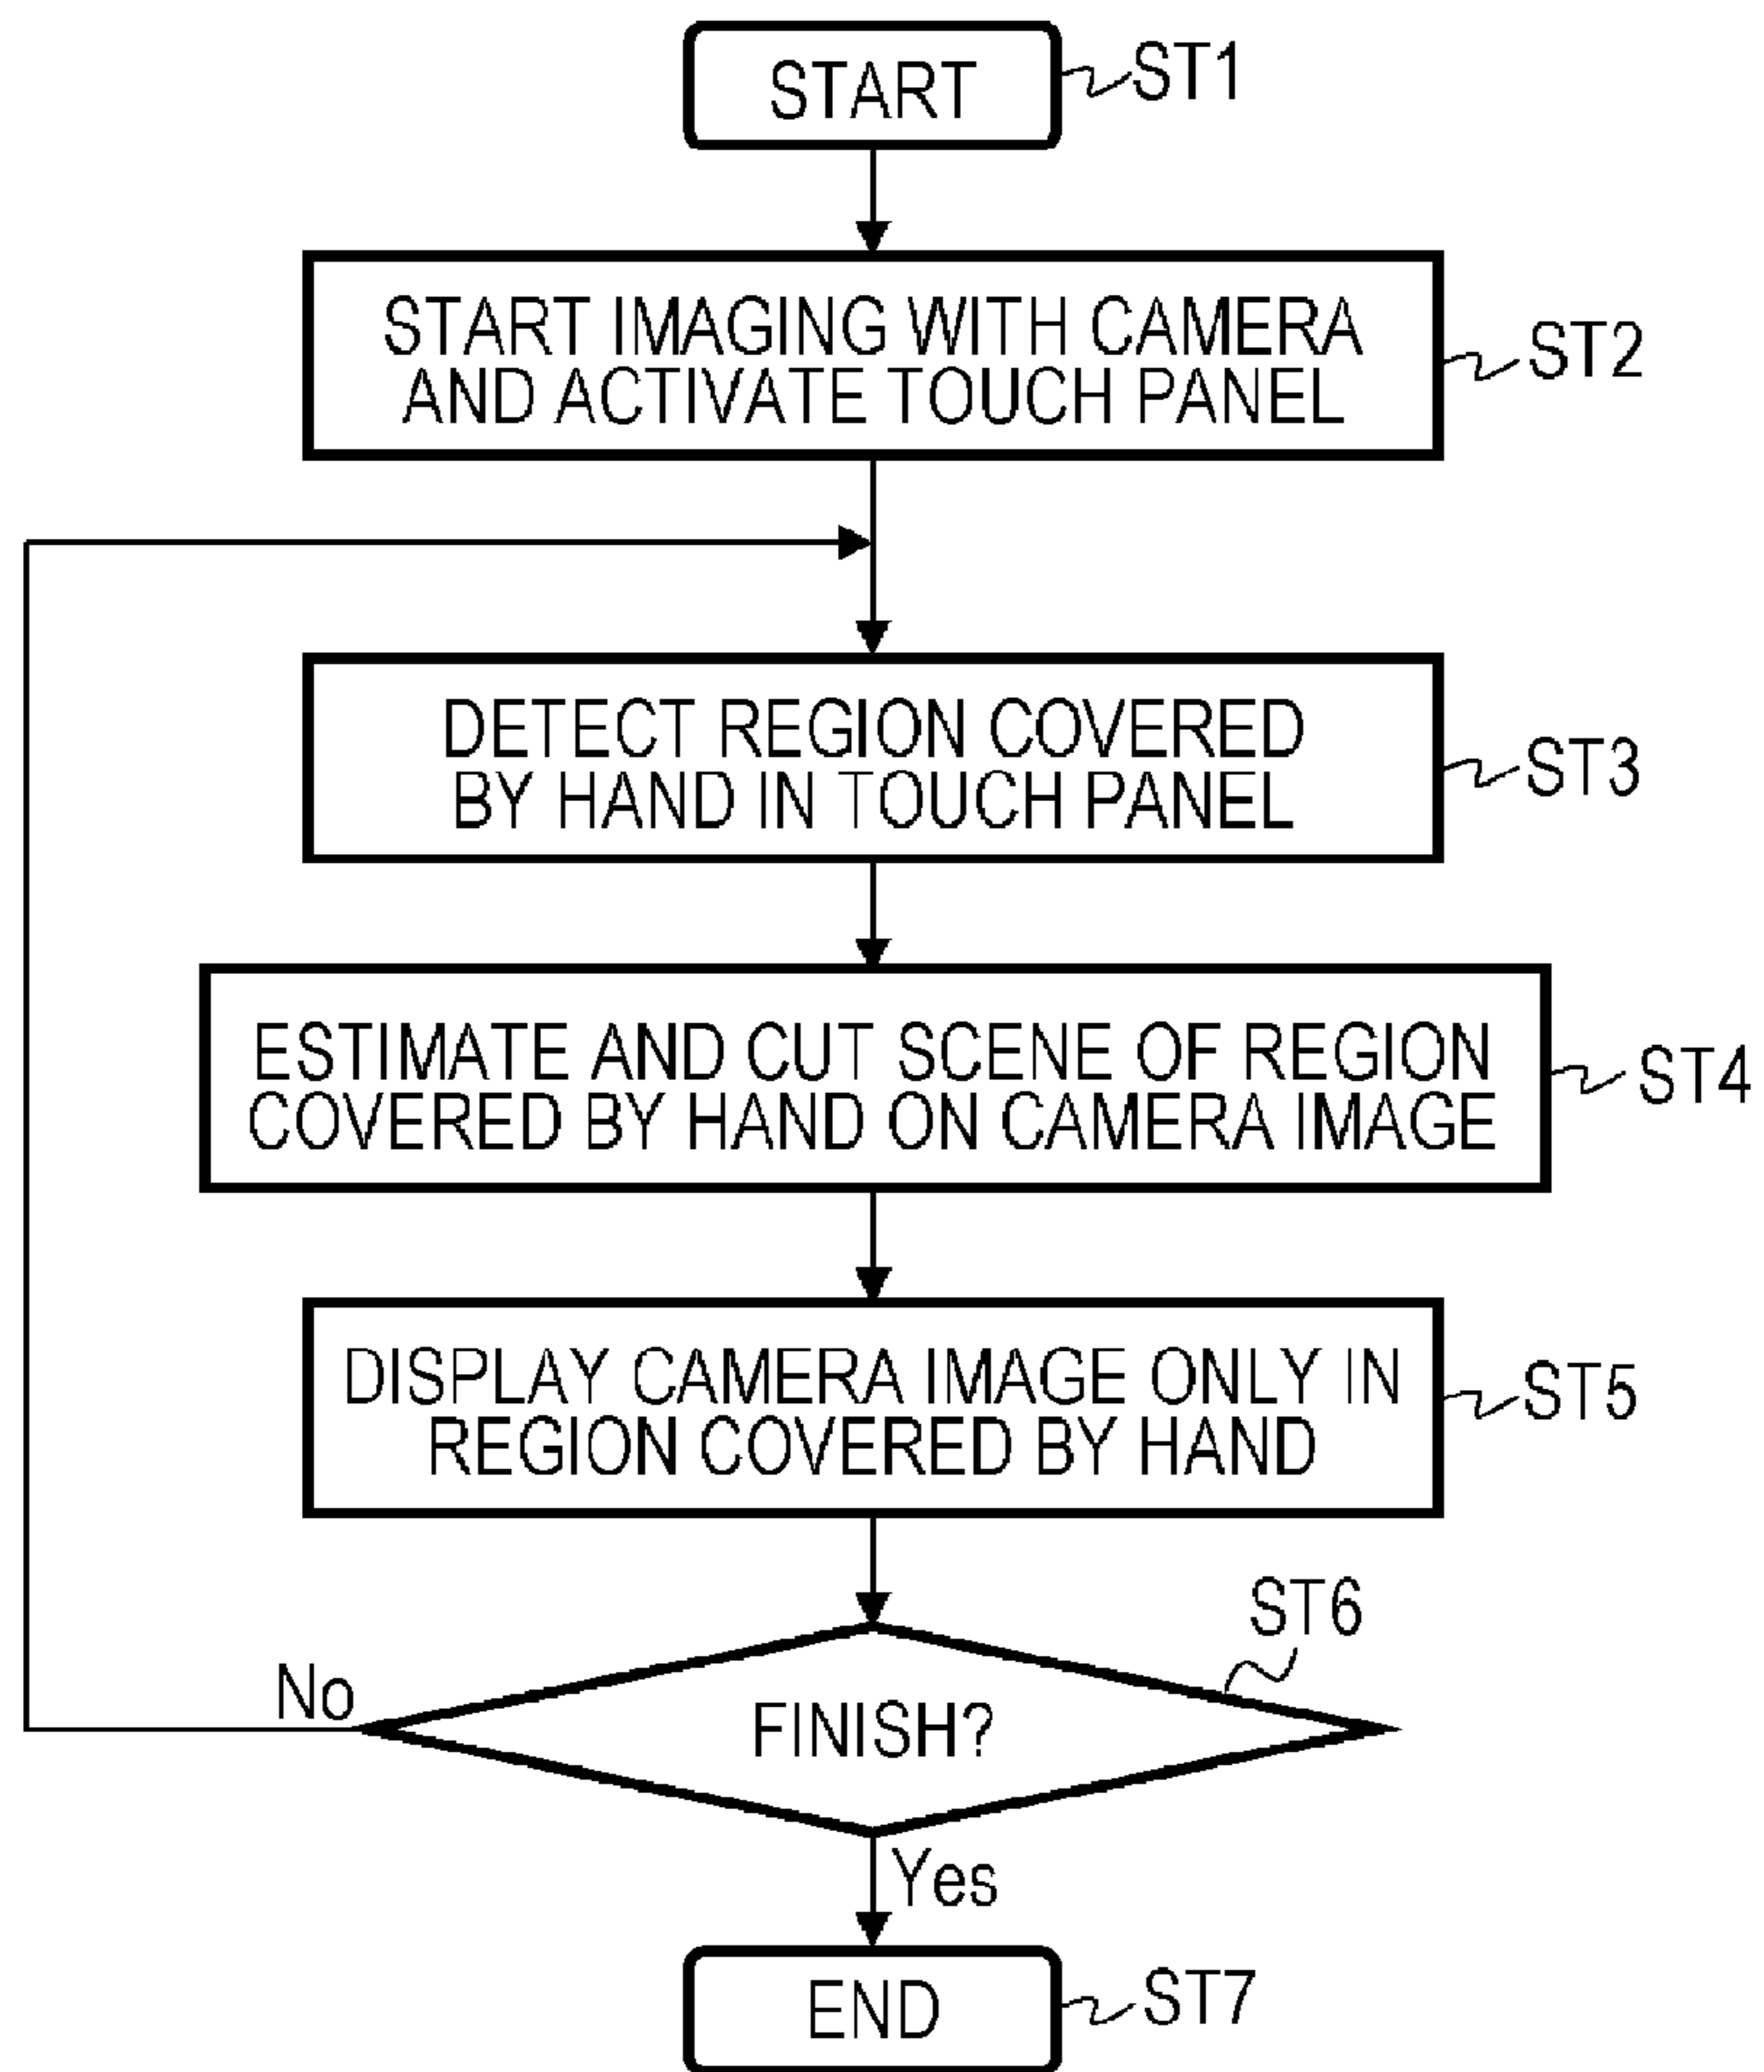 START
ST1
START IMAGING WITH CAMERA
AND ACTIVATE TOUCH PANEL
ST2
DETECT REGION COVERED
BY HAND IN TOUCH PANEL
ST3
ESTIMATE AND CUT SCENE OF REGION
COVERED BY HAND ON CAMERA IMAGE
ST4
DISPLAY CAMERA IMAGE ONLY IN
REGION COVERED BY HAND
ST5
ST6
No
FINISH?
Yes
END
ST7